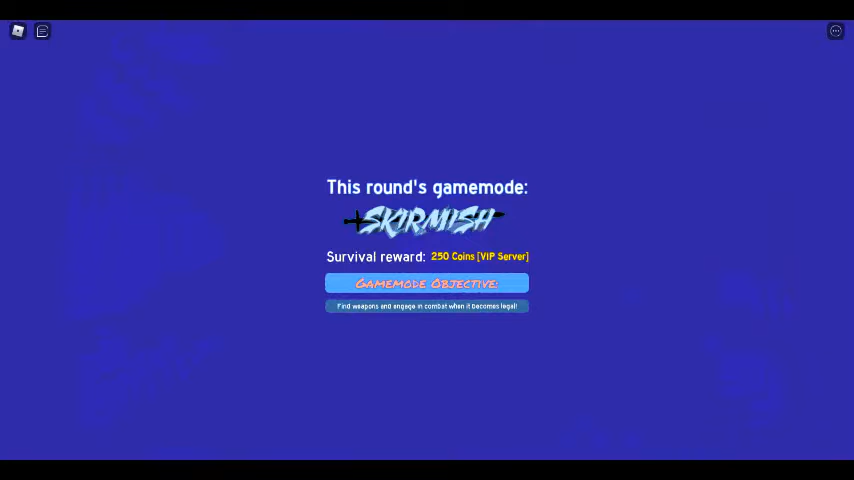 This round's gamemode:
SKIRMISH
Survival reward: 250 Coins [VIP Server]
Gamemode Objective:
Find weapons and engage in combat when it becomes legal!